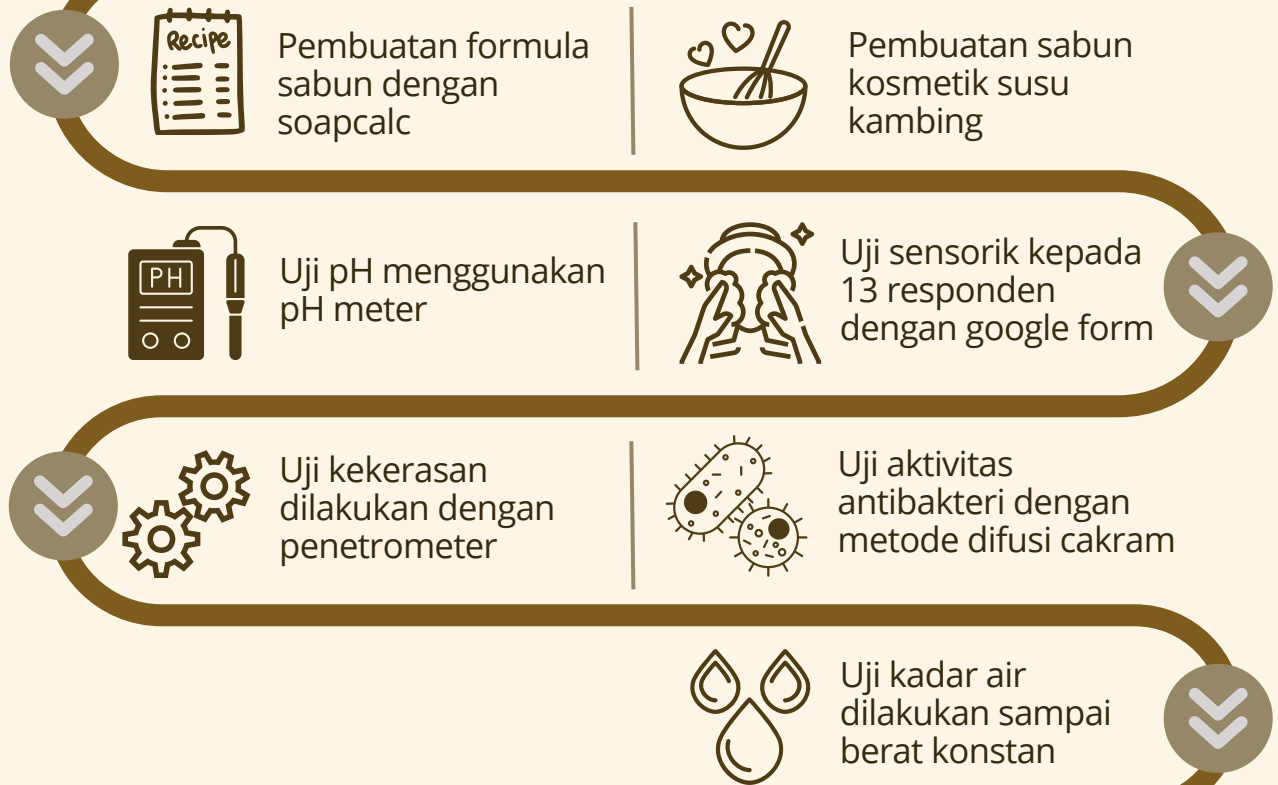 Recipe
Pembuatan formula
sabun dengan
soapcalc
Pembuatan sabun
kosmetik susu
kambing
PH
Uji pH menggunakan
pH meter
Uji sensorik kepada
13 responden
dengan google form
Uji kekerasan
dilakukan dengan
penetrometer
Uji aktivitas
antibakteri dengan
metode difusi cakram
Uji kadar air
dilakukan sampai
berat konstan